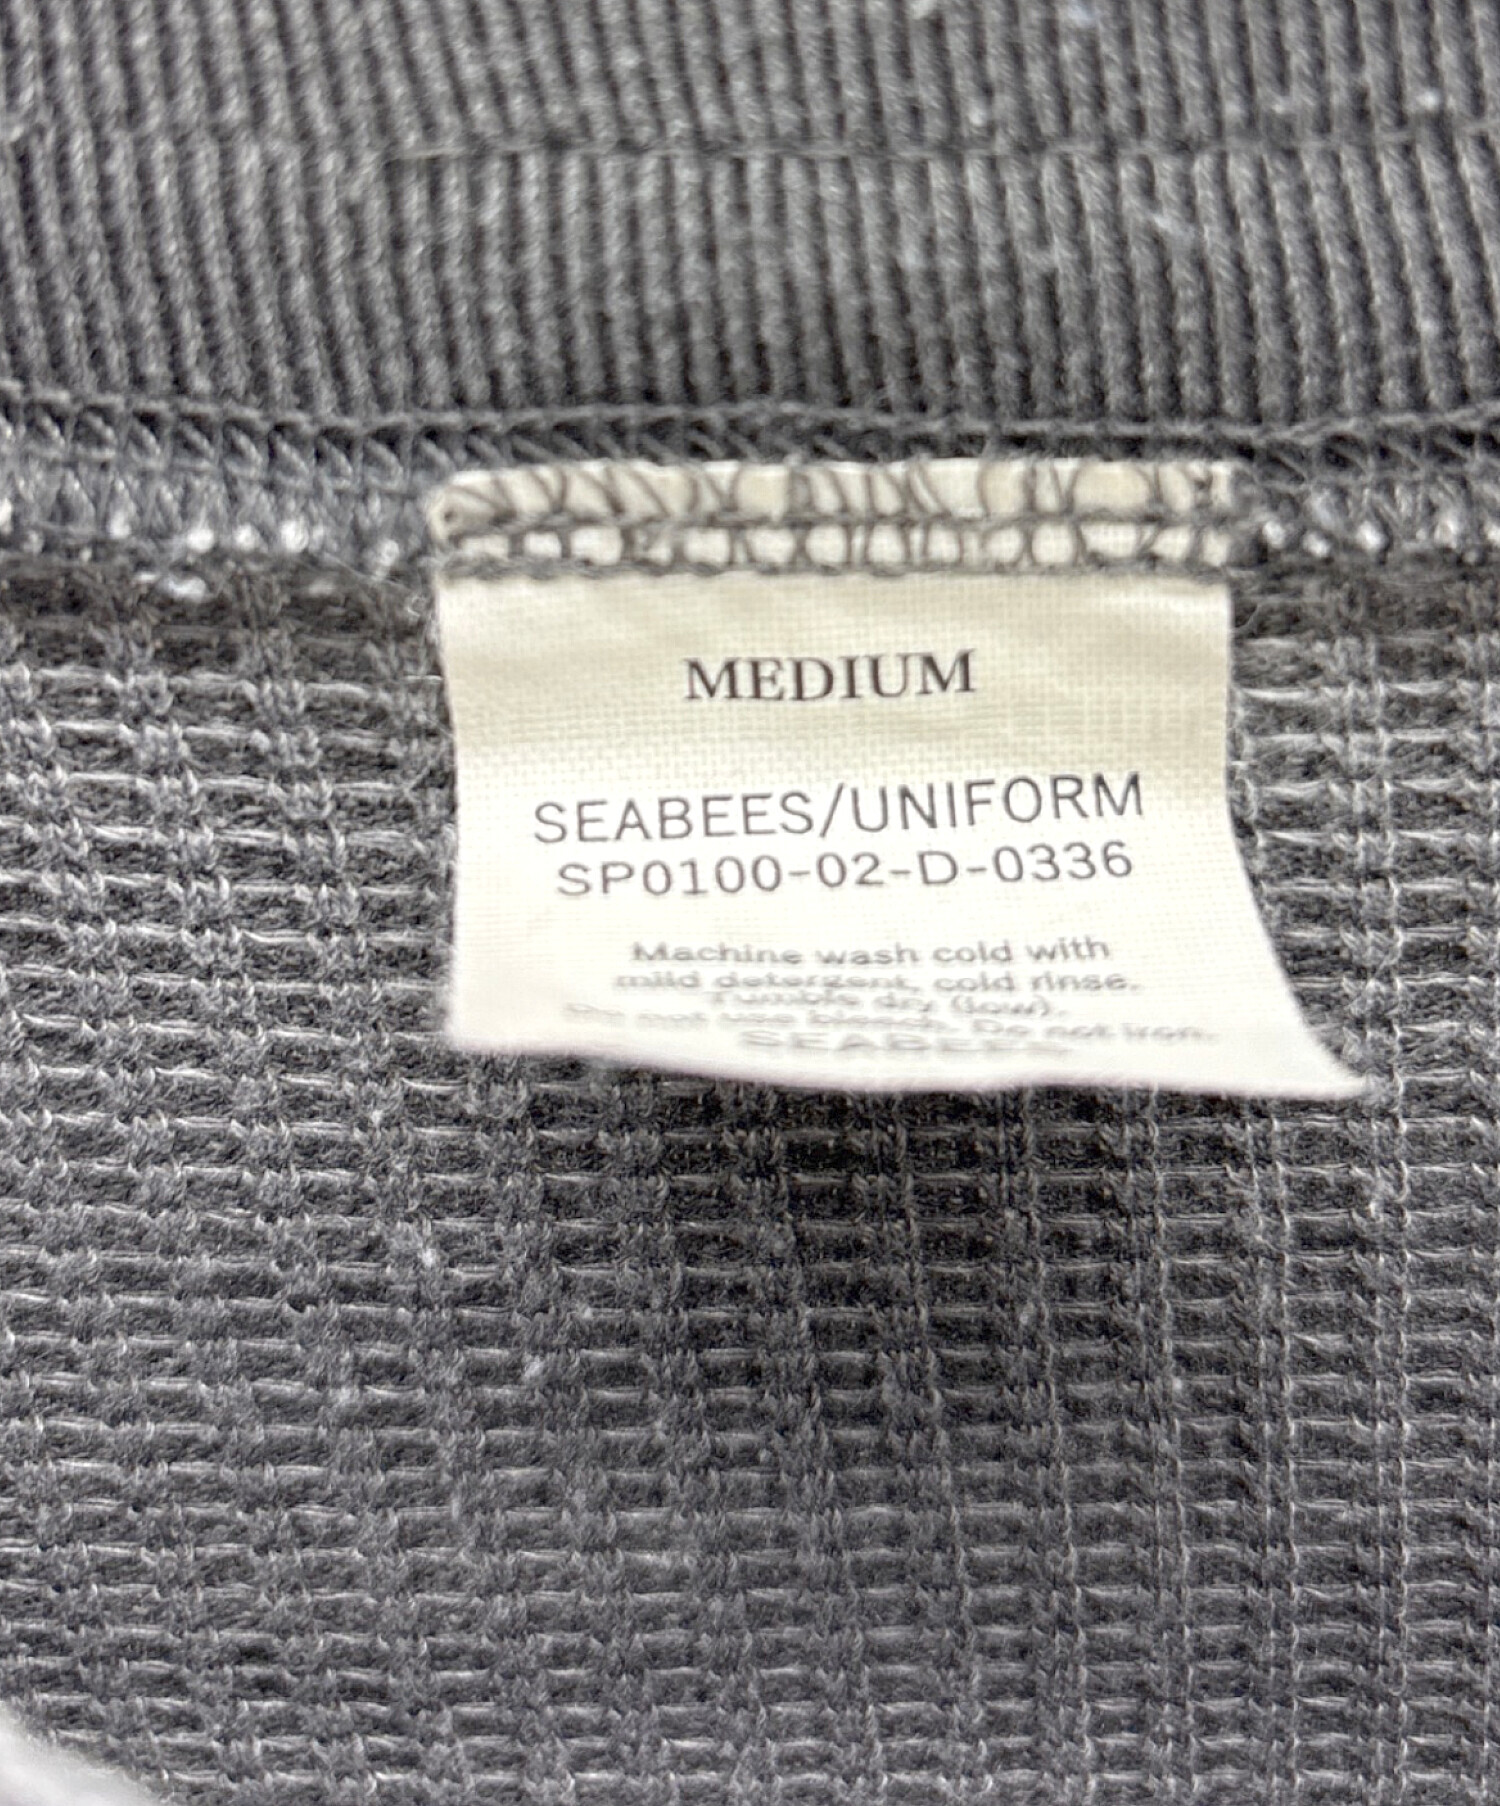 MEDIUM
SEABEES/UNIFORM
SP0100-02-D-0336
Machine wash cold with
mild detergent, cold rinse.
Tumble dry (low).
Do not use bleach. Do not iron.
SEABEES